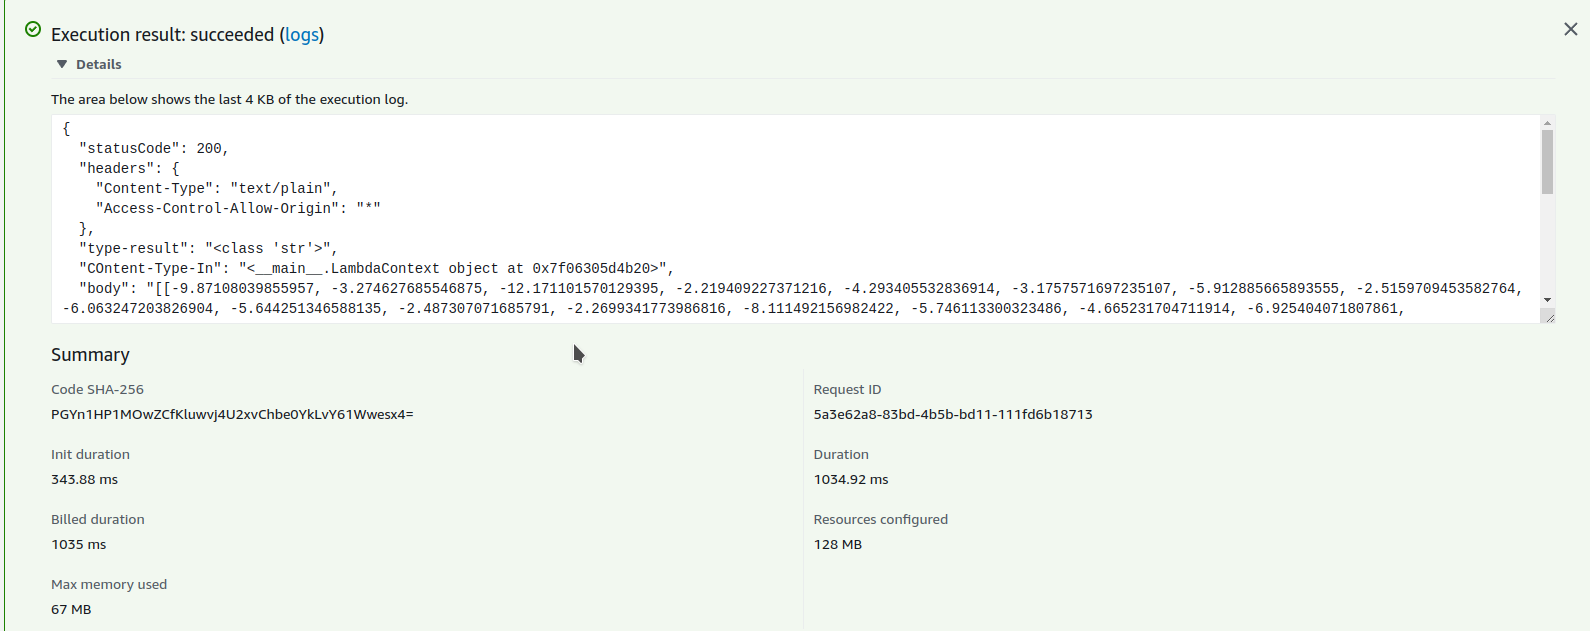 Execution result: succeeded (logs)
Details
The area below shows the last 4 KB of the execution log.
{
  "statusCode": 200,
  "headers": {
    "Content-Type": "text/plain",
    "Access-Control-Allow-Origin": "*"
  },
  "type-result": "<class 'str'>",
  "COntent-Type-In": "<__main__.LambdaContext object at 0x7f06305d4b20>",
  "body": "[[-9.87108039855957, -3.274627685546875, -12.171101570129395, -2.219409227371216, -4.293405532836914, -3.1757571697235107, -5.912885665893555, -2.5159709453582764,
-6.063247203826904, -5.644251346588135, -2.487307071685791, -2.2699341773986816, -8.111492156982422, -5.746113300323486, -4.665231704711914, -6.925404071807861,
Summary
Code SHA-256
PGYn1HP1MOwZCfKluwvj4U2xvChbe0YkLvY61Wwesx4=
Request ID
5a3e62a8-83bd-4b5b-bd11-111fd6b18713
Init duration
343.88 ms
Duration
1034.92 ms
Billed duration
1035 ms
Resources configured
128 MB
Max memory used
67 MB